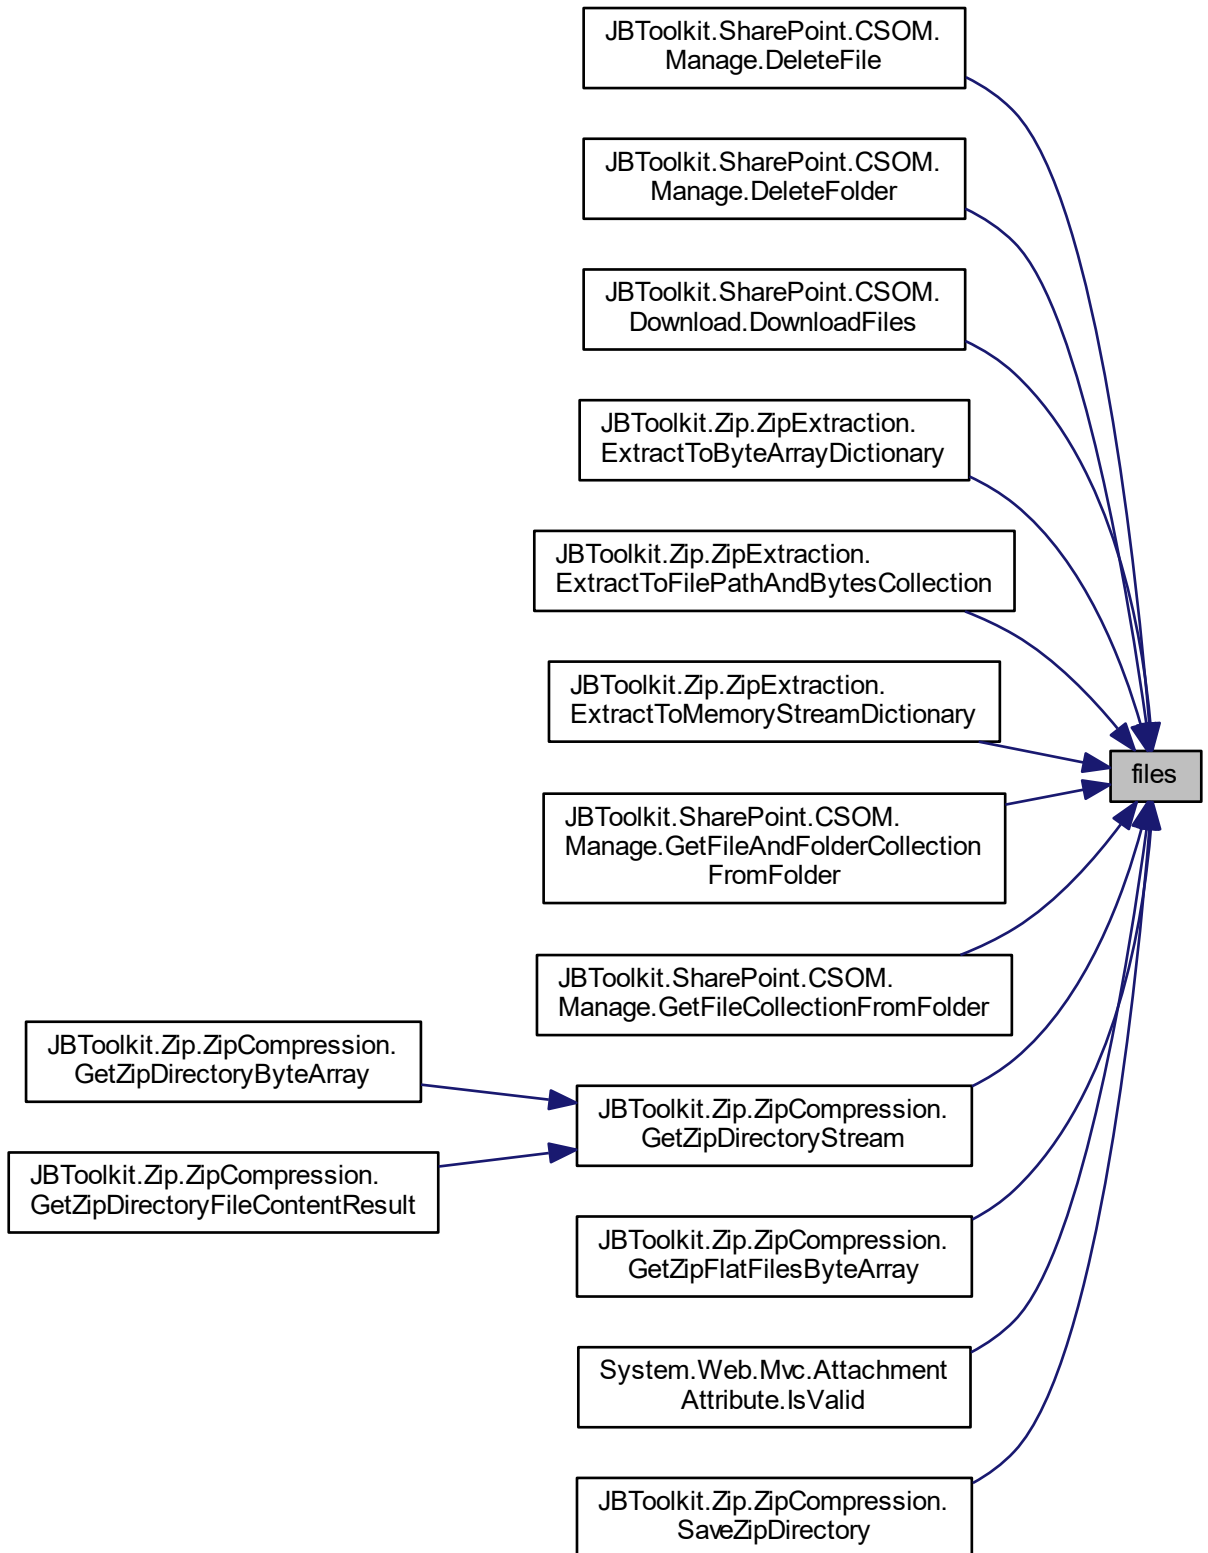 JBToolkit.SharePoint.CSOM.
Manage.DeleteFile
JBToolkit.SharePoint.CSOM.
Manage.DeleteFolder
JBToolkit.SharePoint.CSOM.
Download.DownloadFiles
JBToolkit.Zip.ZipExtraction.
ExtractToByteArrayDictionary
JBToolkit.Zip.ZipExtraction.
ExtractToFilePathAndBytesCollection
JBToolkit.Zip.ZipExtraction.
ExtractToMemoryStreamDictionary
files
JBToolkit.SharePoint.CSOM.
Manage.GetFileAndFolderCollection
FromFolder
JBToolkit.SharePoint.CSOM.
Manage.GetFileCollectionFromFolder
JBToolkit.Zip.ZipCompression.
GetZipDirectoryByteArray
JBToolkit.Zip.ZipCompression.
GetZipDirectoryStream
JBToolkit.Zip.ZipCompression.
GetZipDirectoryFileContentResult
JBToolkit.Zip.ZipCompression.
GetZipFlatFilesByteArray
System.Web.Mvc.Attachment
Attribute.IsValid
JBToolkit.Zip.ZipCompression.
SaveZipDirectory